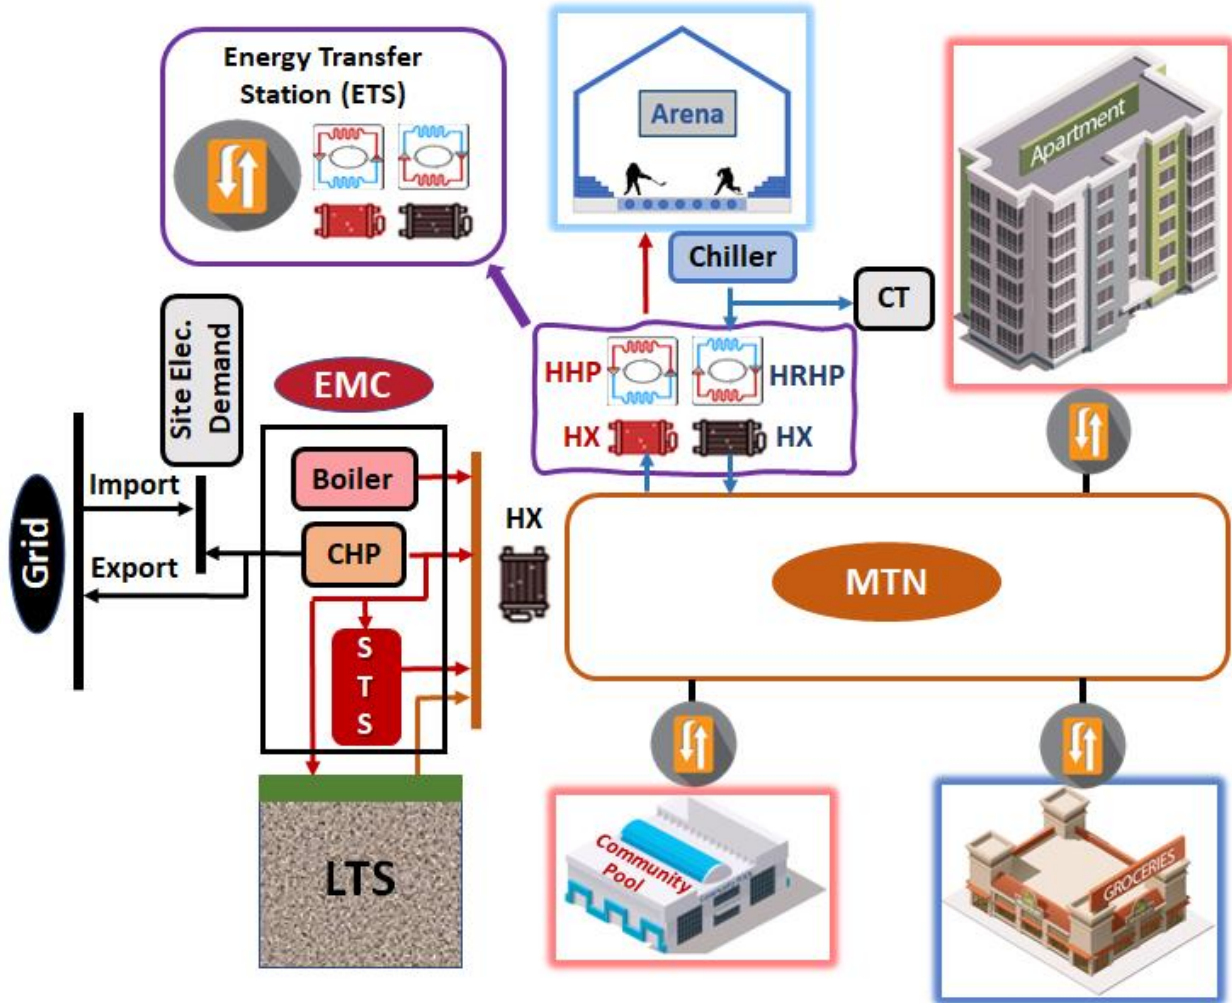 Energy Transfer
Station (ETS)
Arena
Apartment
Chiller
CT
Site Elec.
Demand
EMC
HHP
HRHP
HX
HX
Boiler
Import
HX
CHP
Grid
Export
MTN
S
T
S
LTS
Community
Pool
GROCERIES